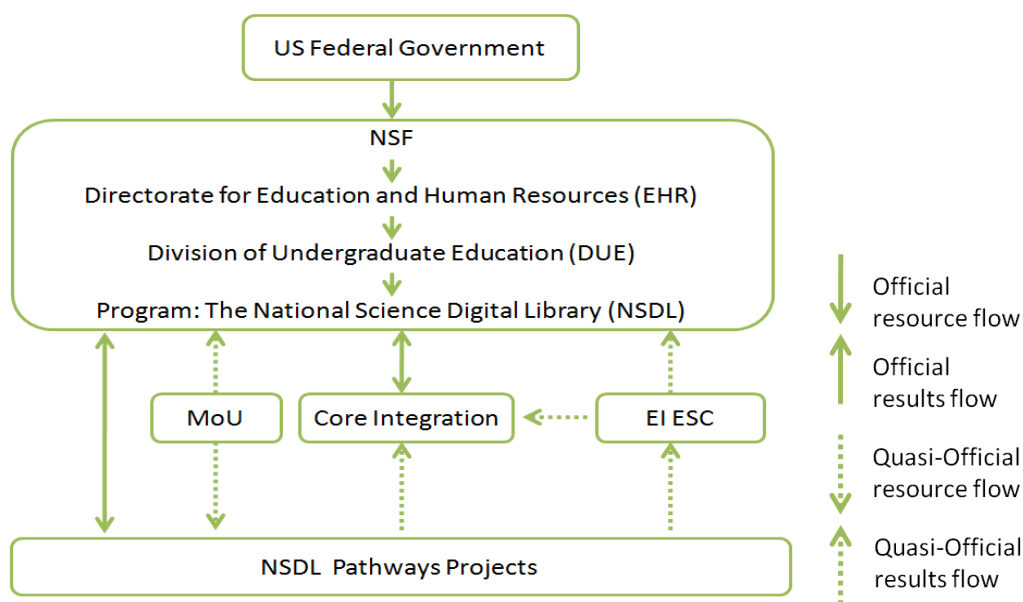 US Federal Government
NSF
Directorate for Education and Human Resources (EHR)
Division of Undergraduate Education (DUE)
Program: The National Science Digital Library (NSDL)
MoU
Core Integration
EI ESC
NSDL Pathways Projects
Official
resource flow
Official
results flow
Quasi-Official
resource flow
Quasi-Official
results flow